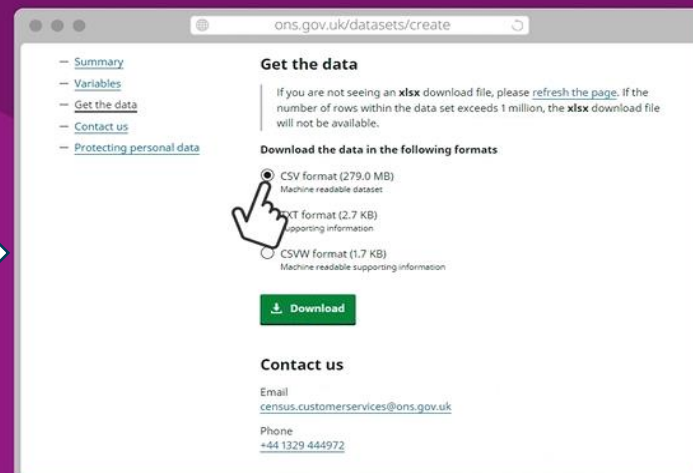 ons.gov.uk/datasets/create
— Summary
— Variables
— Get the data
— Contact us
— Protecting personal data
Get the data
If you are not seeing an xlsx download file, please refresh the page. If the
number of rows within the data set exceeds 1 million, the xlsx download file
will not be available.
Download the data in the following formats
CSV format (279.0 MB)
Machine readable dataset
TXT format (2.7 KB)
supporting information
CSVW format (1.7 KB)
Machine readable supporting information
Download
Contact us
Email
census.customerservices@ons.gov.uk
Phone
+44 1329 444972